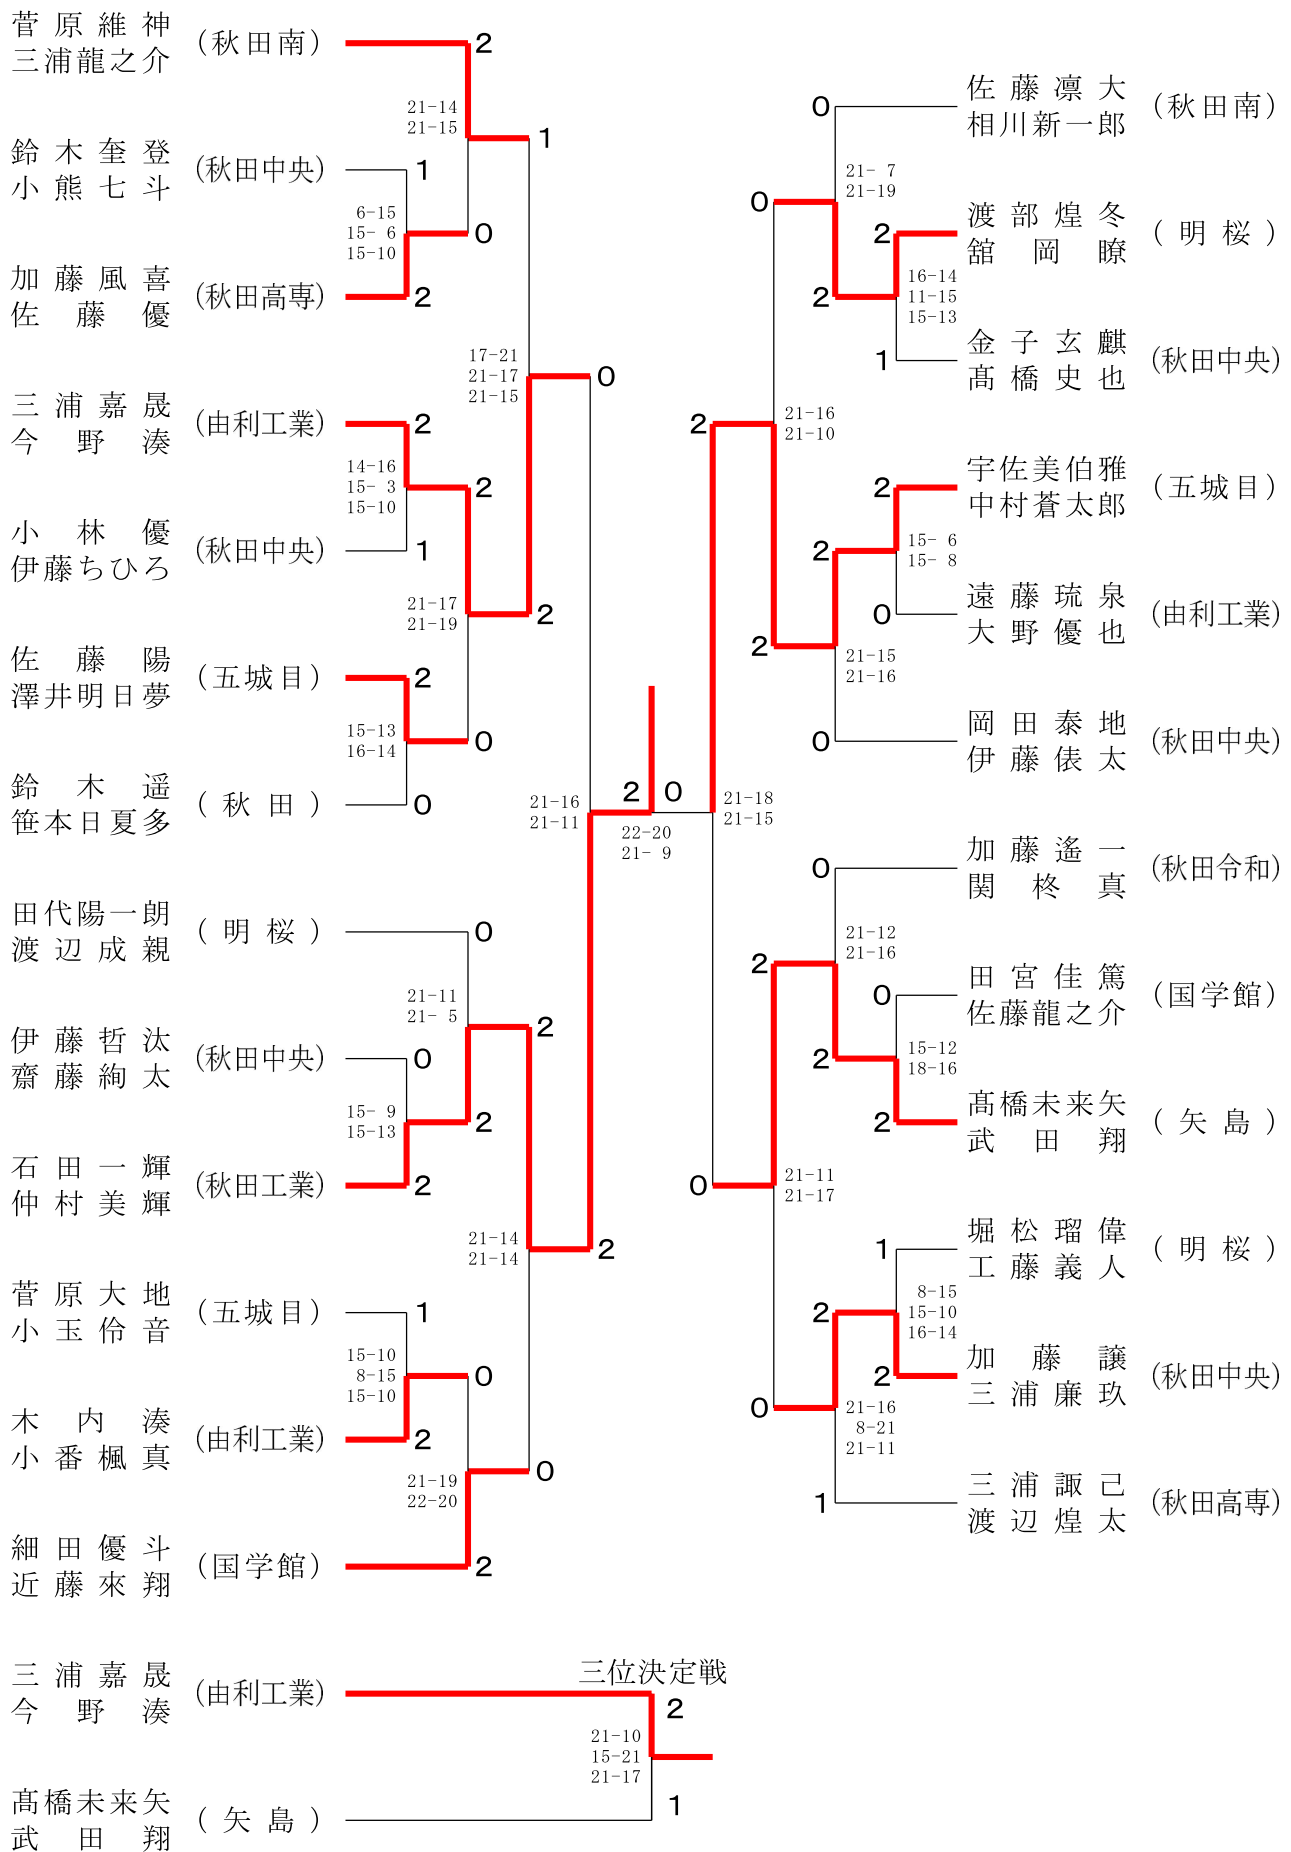 菅原維神
三浦龍之介
(秋田南)
2
21-14
21-15
1
鈴木奎登
小熊七斗
(秋田中央)
1
6-15
15- 6
15-10
0
加藤風喜
佐藤優
(秋田高専)
2
17-21
21-17
21-15
0
三浦嘉晟
今野湊
(由利工業)
2
14-16
15- 3
15-10
2
小林優
伊藤ちひろ
(秋田中央)
1
21-17
21-19
2
佐藤陽
澤井明日夢
(五城目)
2
15-13
16-14
0
鈴木遥
笹本日夏多
(秋田)
0
21-16
21-11
2
0
22-20
21- 9
田代陽一朗
渡辺成親
(明桜)
0
21-11
21- 5
2
伊藤哲汰
齋藤絢太
(秋田中央)
0
15- 9
15-13
2
石田一輝
仲村美輝
(秋田工業)
2
21-14
21-14
2
菅原大地
小玉伶音
(五城目)
1
15-10
8-15
15-10
0
木内湊
小番楓真
(由利工業)
2
21-19
22-20
0
細田優斗
近藤來翔
(国学館)
2
0
佐藤凛大
相川新一郎
(秋田南)
21- 7
21-19
0
2
渡部煌冬
舘岡瞭
(明桜)
2
16-14
11-15
15-13
1
金子玄麒
髙橋史也
(秋田中央)
2
21-16
21-10
2
宇佐美伯雅
中村蒼太郎
(五城目)
2
15- 6
15- 8
0
遠藤琉泉
大野優也
(由利工業)
2
21-15
21-16
0
岡田泰地
伊藤俵太
(秋田中央)
21-18
21-15
0
加藤遙一
関柊真
(秋田令和)
21-12
21-16
2
0
田宮佳篤
佐藤龍之介
(国学館)
2
15-12
18-16
2
髙橋未来矢
武田翔
(矢島)
0
21-11
21-17
1
堀松瑠偉
工藤義人
(明桜)
2
8-15
15-10
16-14
2
加藤譲
三浦廉玖
(秋田中央)
0
21-16
8-21
21-11
1
三浦諏己
渡辺煌太
(秋田高専)
三位決定戦
三浦嘉晟
今野湊
(由利工業)
2
21-10
15-21
21-17
1
髙橋未来矢
武田翔
(矢島)